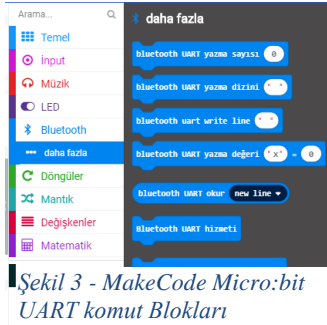 Arama...
Temel
Input
Müzik
LED
Bluetooth
daha fazla
Döngüler
Mantık
Değişkenler
Matematik
daha fazla
bluetooth UART yazma sayısı 0
bluetooth UART yazma dizini " "
bluetooth uart write line " "
bluetooth UART yazma değeri "x" = 0
bluetooth UART okur new line
Bluetooth UART hizmeti
Şekil 3 - MakeCode Micro:bit
UART komut Blokları